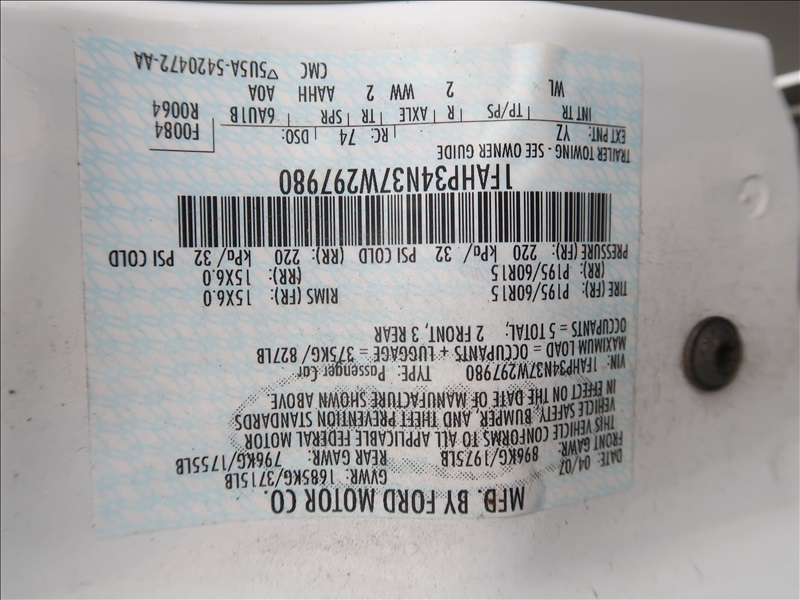 MFD. BY FORD MOTOR CO.
DATE: 04/07 GVWR: 1685KG/3715LB
FRONT GAWR: 896KG/1975LB REAR GAWR: 796KG/1755LB
THIS VEHICLE CONFORMS TO ALL APPLICABLE FEDERAL MOTOR
VEHICLE SAFETY, BUMPER, AND THEFT PREVENTION STANDARDS
IN EFFECT ON THE DATE OF MANUFACTURE SHOWN ABOVE
VIN: 1FAHP34N37W297980 TYPE: Passenger Car
MAXIMUM LOAD = OCCUPANTS + LUGGAGE = 375KG/ 827LB
OCCUPANTS = 5 TOTAL, 2 FRONT, 3 REAR
TIRE (FR): P195/60R15 RIMS (FR): 15X6.0
(RR): P195/60R15 (RR): 15X6.0
PRESSURE (FR): 220 kPa/ 32 PSI COLD (RR): 220 kPa/ 32 PSI COLD
1FAHP34N37W297980
TRAILER TOWING - SEE OWNER GUIDE
EXT PNT: YZ RC: 74 DSO: F0084
INT TR TP/PS R AXLE TR SPR 6AU1B R0064
WL 2 WW 2 AAHH A0A
CMC ▽5U5A-5420472-AA